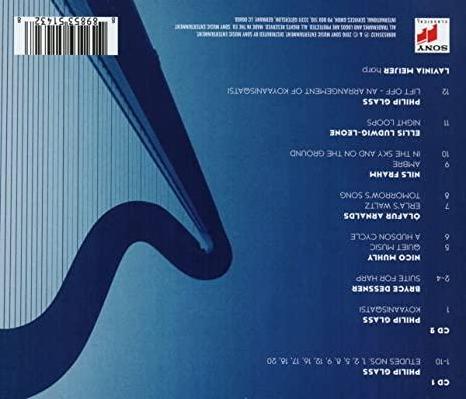 CD 1
PHILIP GLASS
1-10 ETUDES NOS. 1, 2, 5, 8, 9, 12, 16, 17, 18, 20
CD 2
PHILIP GLASS
1 KOYAANISQATSI
BRYCE DESSNER
2-4 SUITE FOR HARP
NICO MUHLY
5 QUIET MUSIC
6 A HUDSON CYCLE
ÓLAFUR ARNALDS
7 ERLA'S WALTZ
8 TOMORROW'S SONG
NILS FRAHM
9 AMBRE
10 IN THE SKY AND ON THE GROUND
ELLIS LUDWIG-LEONE
11 NIGHT LOOPS
PHILIP GLASS
12 LIFT OFF - AN ARRANGEMENT OF KOYAANISQATSI
LAVINIA MEIJER harp
SONY
CLASSICAL